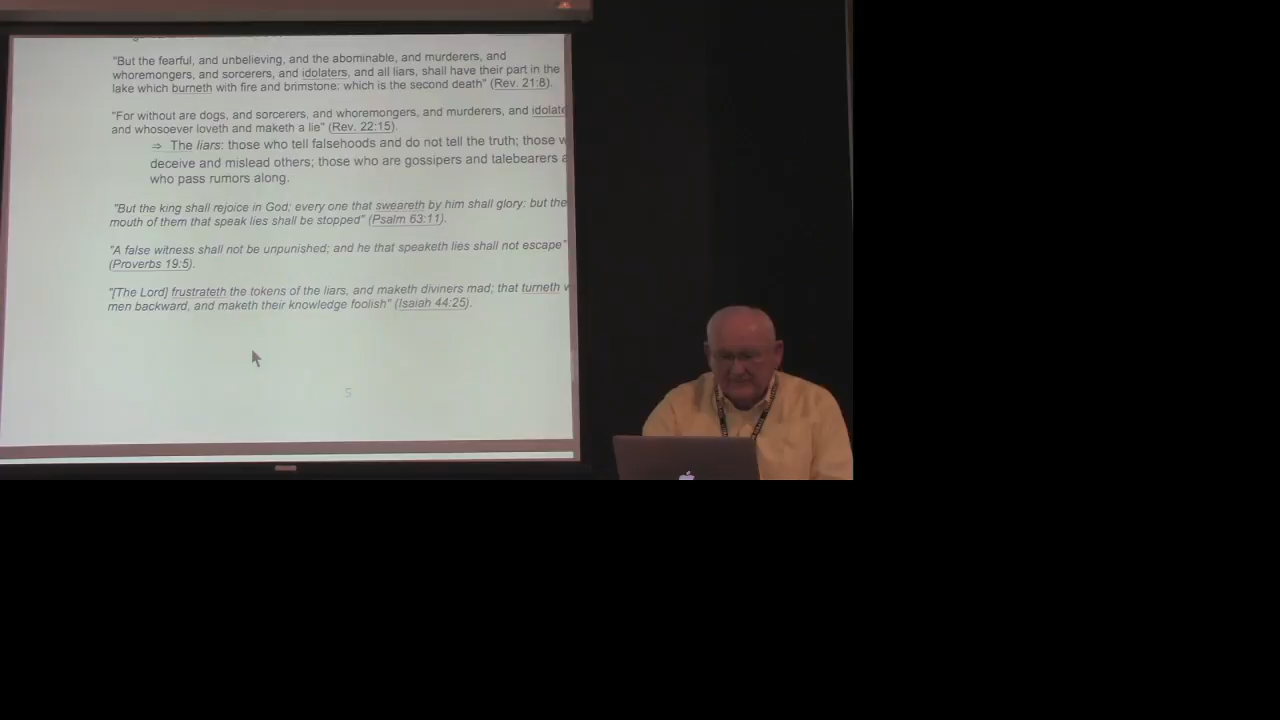 "But the fearful, and unbelieving, and the abominable, and murderers, and
whoremongers, and sorcerers, and idolaters, and all liars, shall have their part in the
lake which burneth with fire and brimstone: which is the second death" (Rev. 21:8).
"For without are dogs, and sorcerers, and whoremongers, and murderers, and idolate
and whosoever loveth and maketh a lie" (Rev. 22:15).
⇒ The liars: those who tell falsehoods and do not tell the truth; those w
deceive and mislead others; those who are gossipers and talebearers a
who pass rumors along.
"But the king shall rejoice in God; every one that sweareth by him shall glory: but the
mouth of them that speak lies shall be stopped" (Psalm 63:11).
"A false witness shall not be unpunished; and he that speaketh lies shall not escape"
(Proverbs 19:5).
"[The Lord] frustrateth the tokens of the liars, and maketh diviners mad; that turneth w
men backward, and maketh their knowledge foolish" (Isaiah 44:25).
5